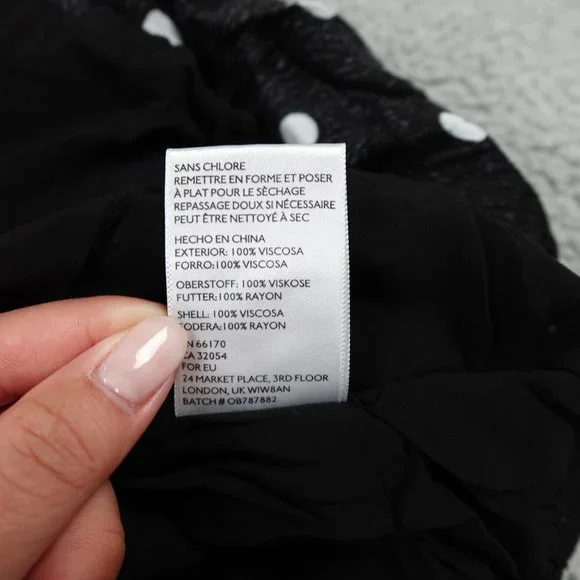 SANS CHLORE
REMETTRE EN FORME ET POSER
À PLAT POUR LE SÈCHAGE
REPASSAGE DOUX SI NÉCESSAIRE
PEUT ÊTRE NETTOYÉ À SEC
HECHO EN CHINA
EXTERIOR: 100% VISCOSA
FORRO:100% VISCOSA
OBERSTOFF: 100% VISKOSE
FUTTER:100% RAYON
SHELL: 100% VISCOSA
FODERA:100% RAYON
N 66170
CA 32054
FOR EU
24 MARKET PLACE, 3RD FLOOR
LONDON, UK WIW8AN
BATCH # OB787882